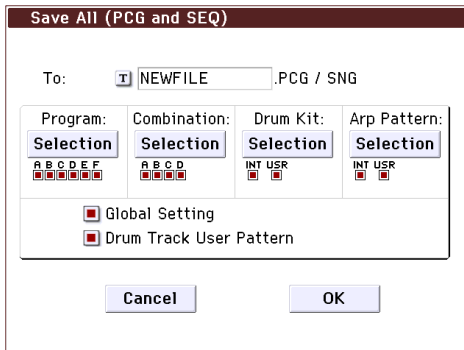 Save All (PCG and SEQ)
To: T NEWFILE .PCG / SNG
Program: Combination: Drum Kit: Arp Pattern:
Selection Selection Selection Selection
A B C D E F A B C D INT USR INT USR
Global Setting
Drum Track User Pattern
Cancel OK